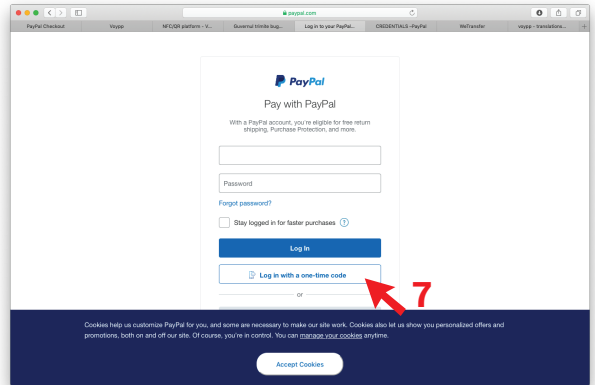 paypal.com
PayPal Checkout
Voypp
NFC/QR platform - V...
Guvernul trimite bug...
Log in to your PayPal...
CREDENTIALS -PayPal
WeTransfer
voypp - translations...
PayPal
Pay with PayPal
With a PayPal account, you're eligible for free return
shipping, Purchase Protection, and more.
Password
Forgot password?
Stay logged in for faster purchases ?
Log In
Log in with a one-time code
or
7
Cookies help us customize PayPal for you, and some are necessary to make our site work. Cookies also let us show you personalized offers and
promotions, both on and off our site. Of course, you're in control. You can manage your cookies anytime.
Accept Cookies